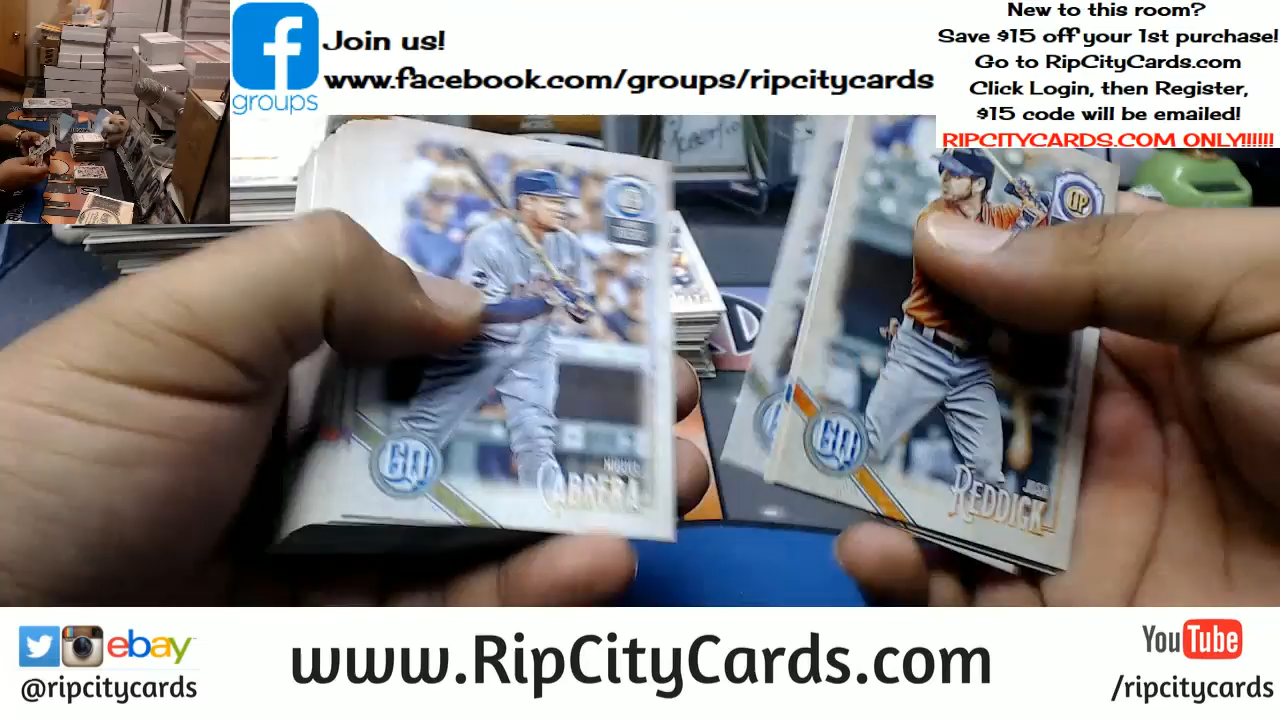 Join us!
www.facebook.com/groups/ripcitycards
groups
New to this room?
Save $15 off your 1st purchase!
Go to RipCityCards.com
Click Login, then Register,
$15 code will be emailed!
RIPCITYCARDS.COM ONLY!!!!!!
GQ
CABRERA
GQ
JOSH
REDDICK
ebay
@ripcitycards
www.RipCityCards.com
YouTube
/ripcitycards